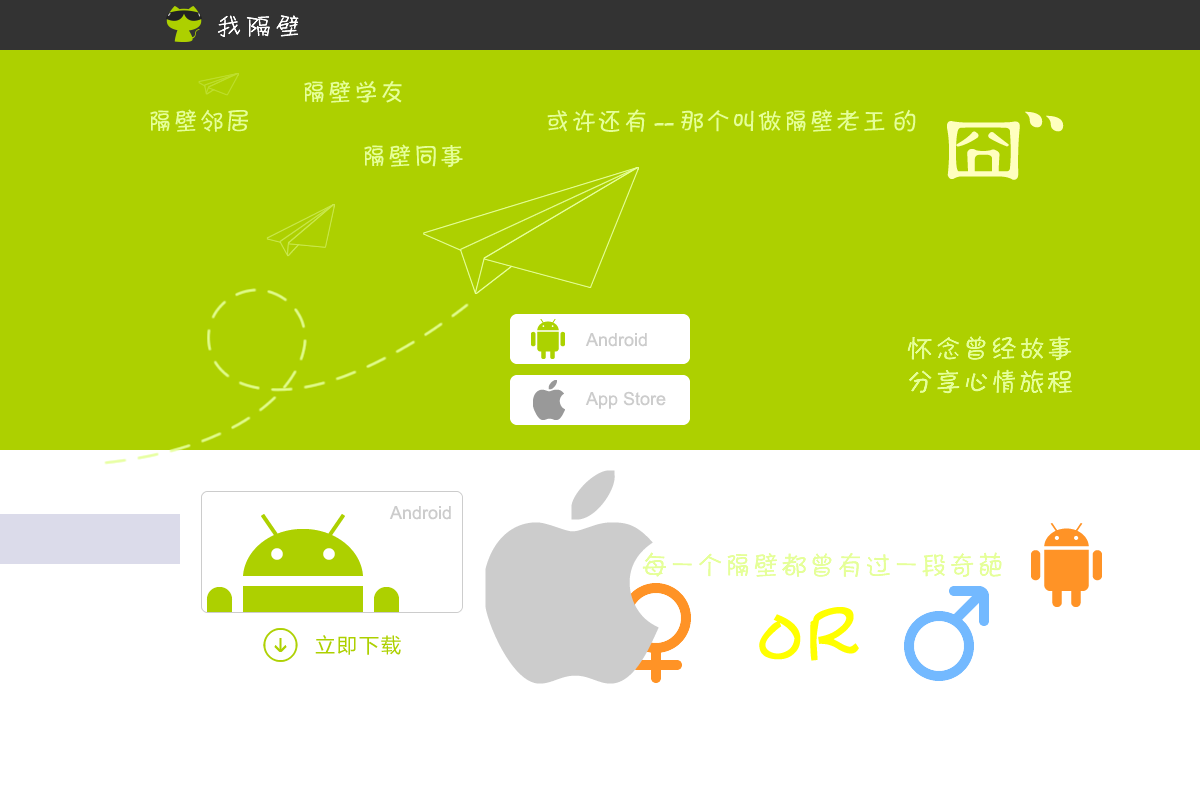 我隔壁
隔壁学友
隔壁邻居
或许还有--那个叫做隔壁老王的
囧
隔壁同事
Android
App Store
怀念曾经故事
分享心情旅程
Android
每一个隔壁都曾有过一段奇葩
OR
立即下载